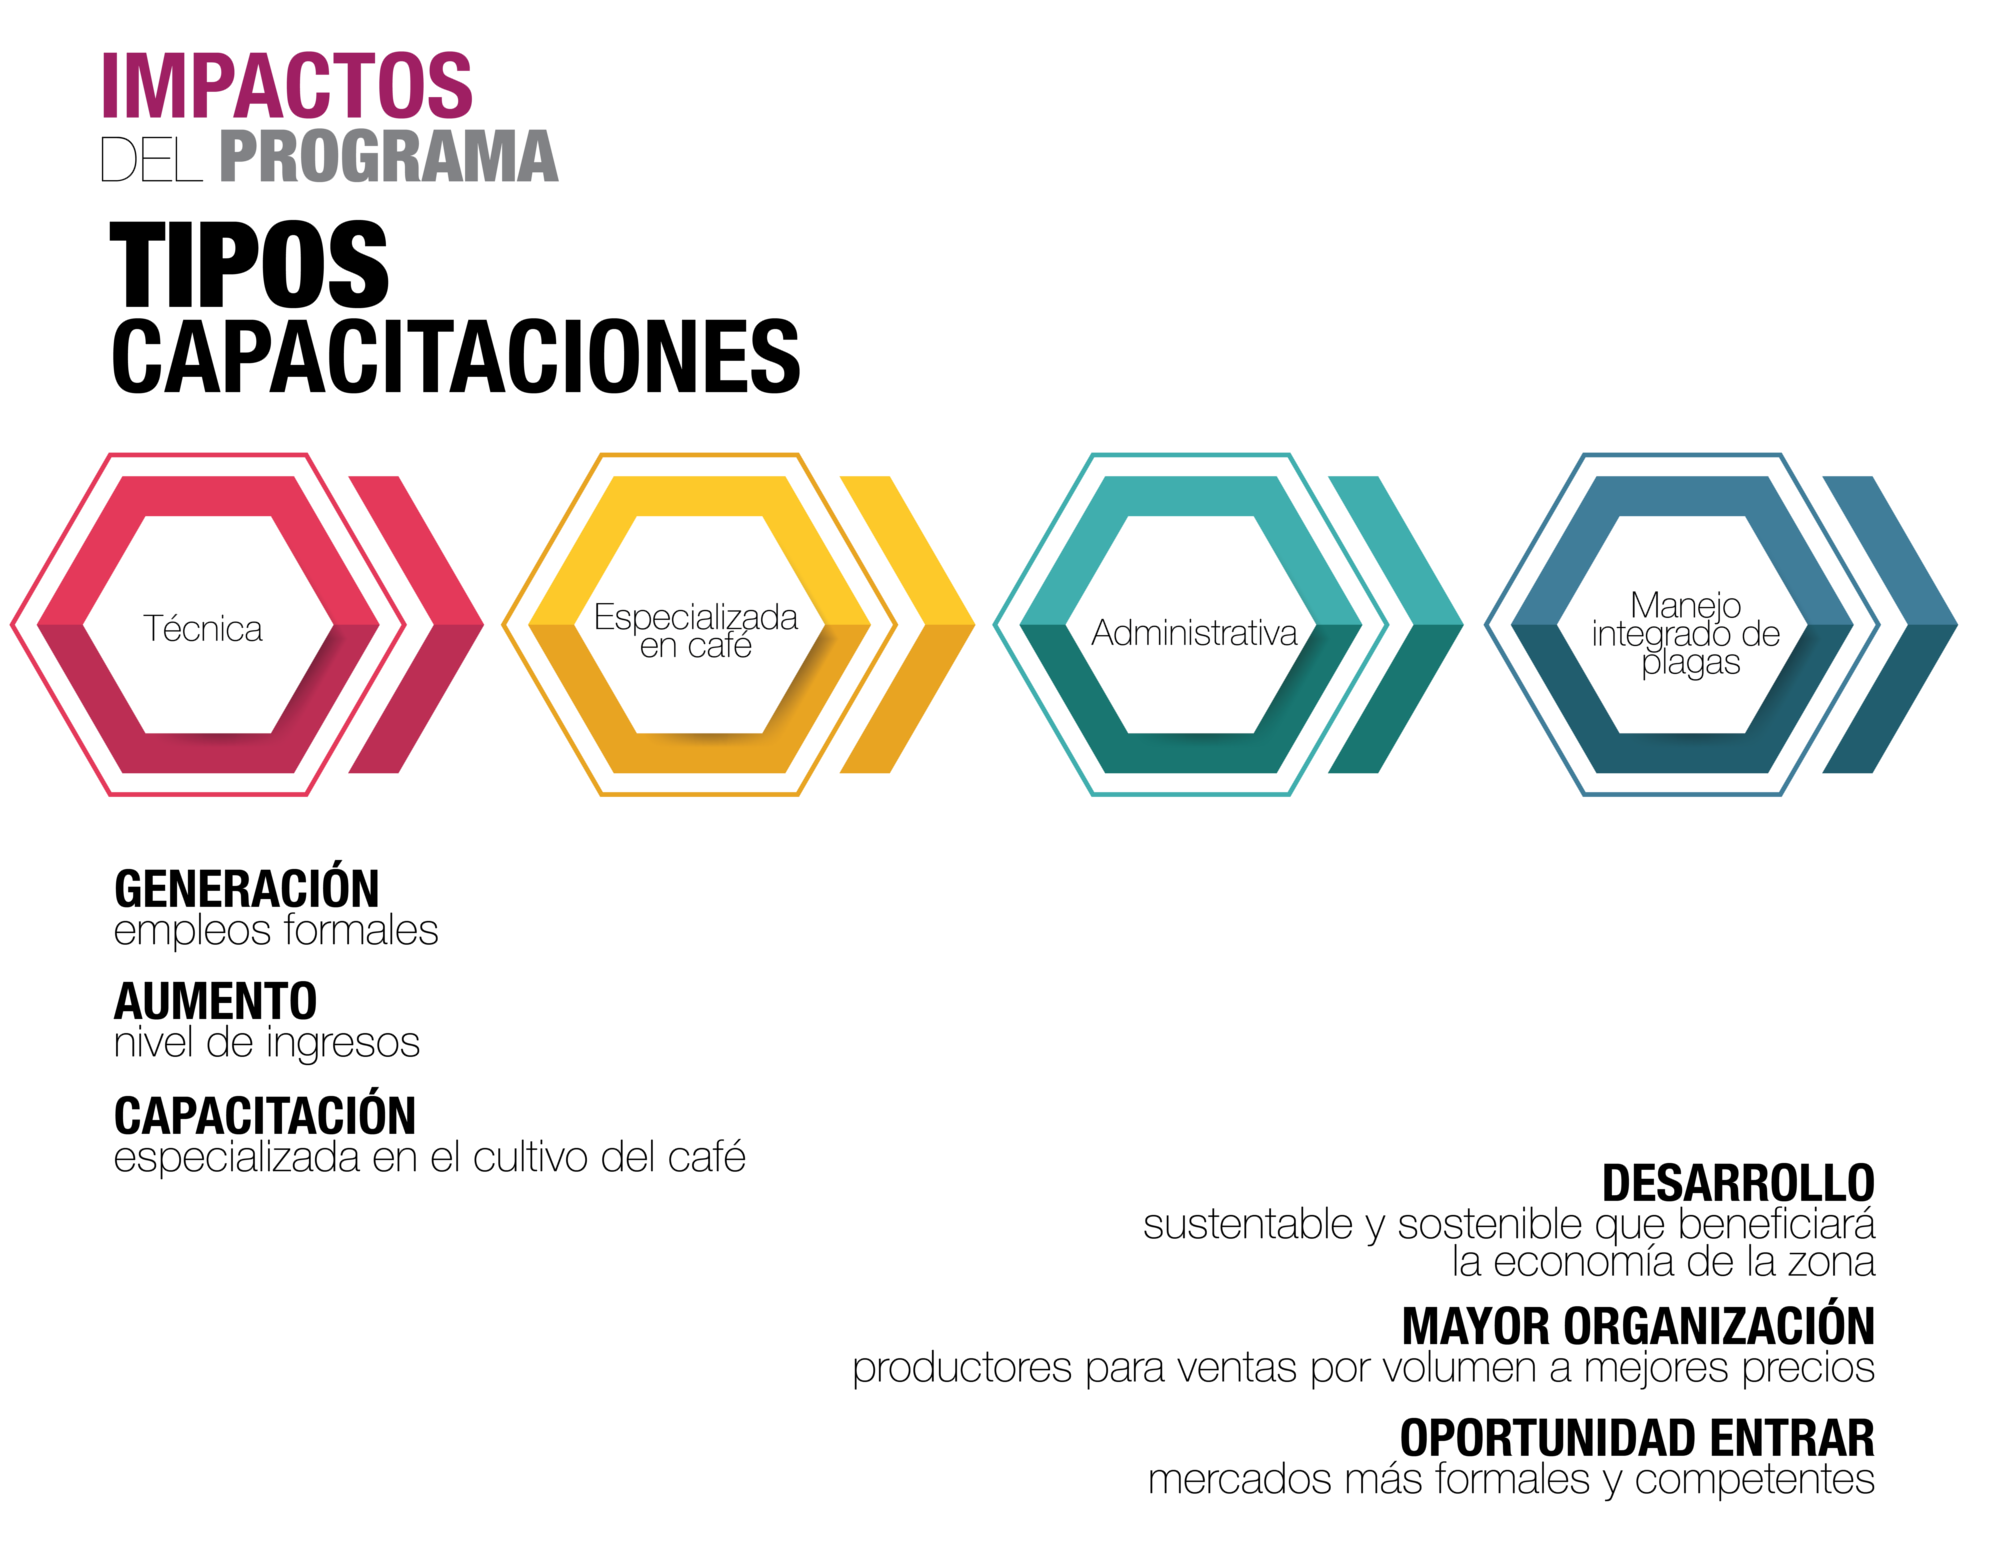 IMPACTOS
DEL PROGRAMA
TIPOS
CAPACITACIONES
Técnica
Especializada
en café
Administrativa
Manejo
integrado de
plagas
GENERACIÓN
empleos formales
AUMENTO
nivel de ingresos
CAPACITACIÓN
especializada en el cultivo del café
DESARROLLO
sustentable y sostenible que beneficiará
la economía de la zona
MAYOR ORGANIZACIÓN
productores para ventas por volumen a mejores precios
OPORTUNIDAD ENTRAR
mercados más formales y competentes